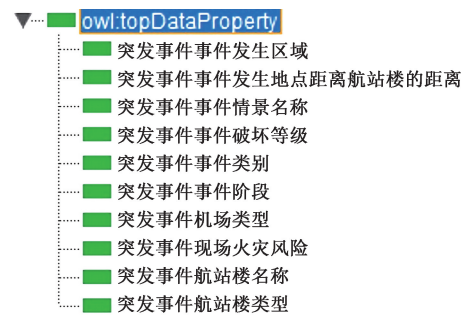 owl:topDataProperty
突发事件事件发生区域
突发事件事件发生地点距离航站楼的距离
突发事件事件情景名称
突发事件事件破坏等级
突发事件事件类别
突发事件事件阶段
突发事件机场类型
突发事件现场火灾风险
突发事件航站楼名称
突发事件航站楼类型